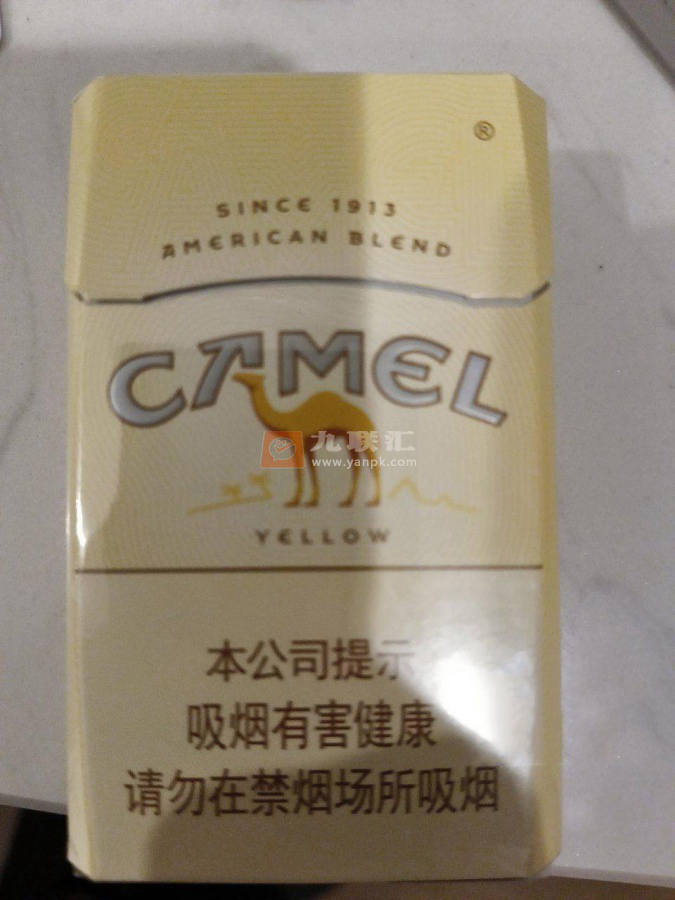 ®
SINCE 1913
AMERICAN BLEND
CAMEL
九联汇
www.yanpk.com
YELLOW
本公司提示
吸烟有害健康
请勿在禁烟场所吸烟